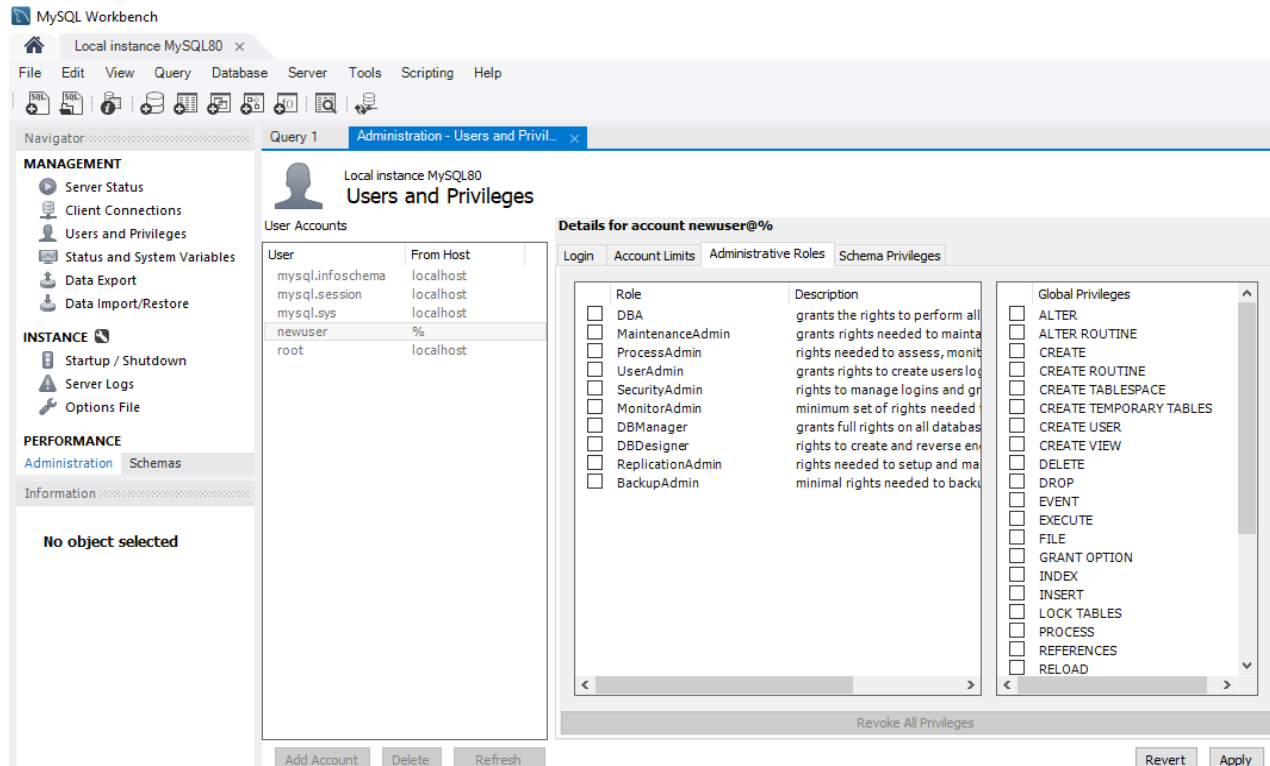 MySQL Workbench
Local instance MySQL80 ×
File Edit View Query Database Server Tools Scripting Help
Navigator
MANAGEMENT
Server Status
Client Connections
Users and Privileges
Status and System Variables
Data Export
Data Import/Restore
INSTANCE
Startup / Shutdown
Server Logs
Options File
PERFORMANCE
Administration Schemas
Information
No object selected
Query 1 Administration - Users and Privil... ×
Local instance MySQL80
Users and Privileges
User Accounts
User From Host
mysql.infoschema localhost
mysql.session localhost
mysql.sys localhost
newuser %
root localhost
Add Account Delete Refresh
Details for account newuser@%
Login Account Limits Administrative Roles Schema Privileges
Role Description
DBA grants the rights to perform all
MaintenanceAdmin grants rights needed to mainta
ProcessAdmin rights needed to assess, monit
UserAdmin grants rights to create users log
SecurityAdmin rights to manage logins and gr
MonitorAdmin minimum set of rights needed
DBManager grants full rights on all databas
DBDesigner rights to create and reverse en
ReplicationAdmin rights needed to setup and ma
BackupAdmin minimal rights needed to backu
Global Privileges
ALTER
ALTER ROUTINE
CREATE
CREATE ROUTINE
CREATE TABLESPACE
CREATE TEMPORARY TABLES
CREATE USER
CREATE VIEW
DELETE
DROP
EVENT
EXECUTE
FILE
GRANT OPTION
INDEX
INSERT
LOCK TABLES
PROCESS
REFERENCES
RELOAD
Revoke All Privileges
Revert Apply